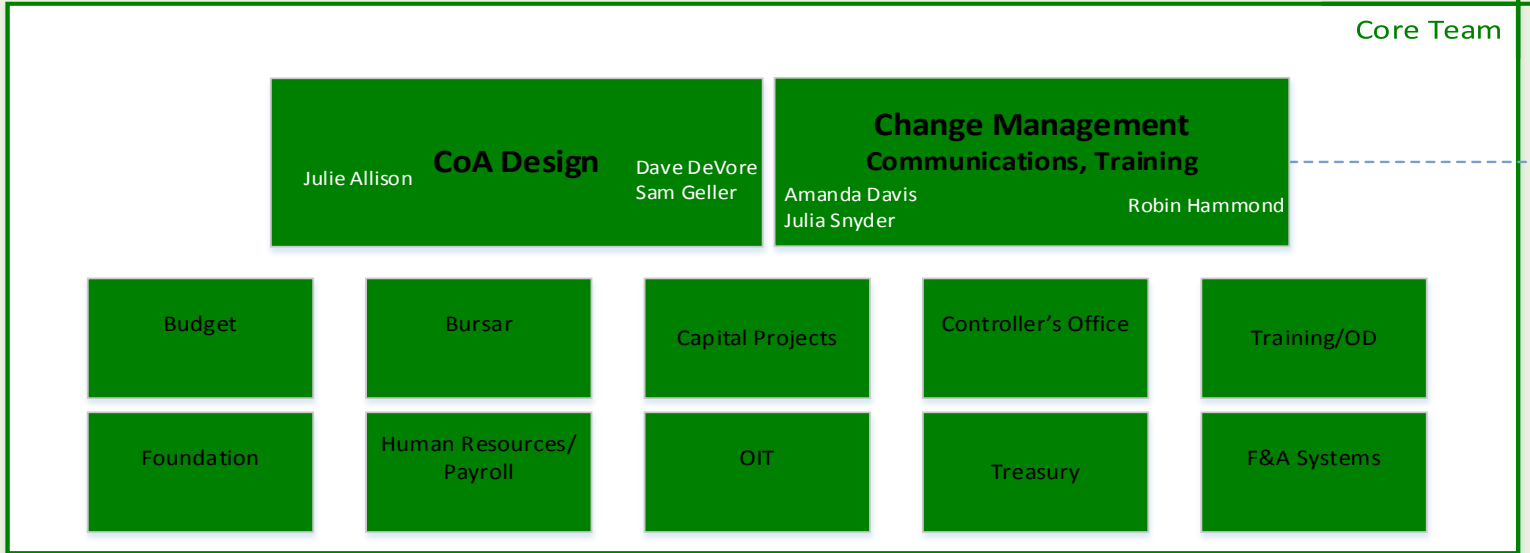 Core Team
CoA Design
Julie Allison
Dave DeVore
Sam Geller
Change Management
Communications, Training
Amanda Davis
Julia Snyder
Robin Hammond
Budget
Bursar
Capital Projects
Controller’s Office
Training/OD
Foundation
Human Resources/
Payroll
OIT
Treasury
F&A Systems